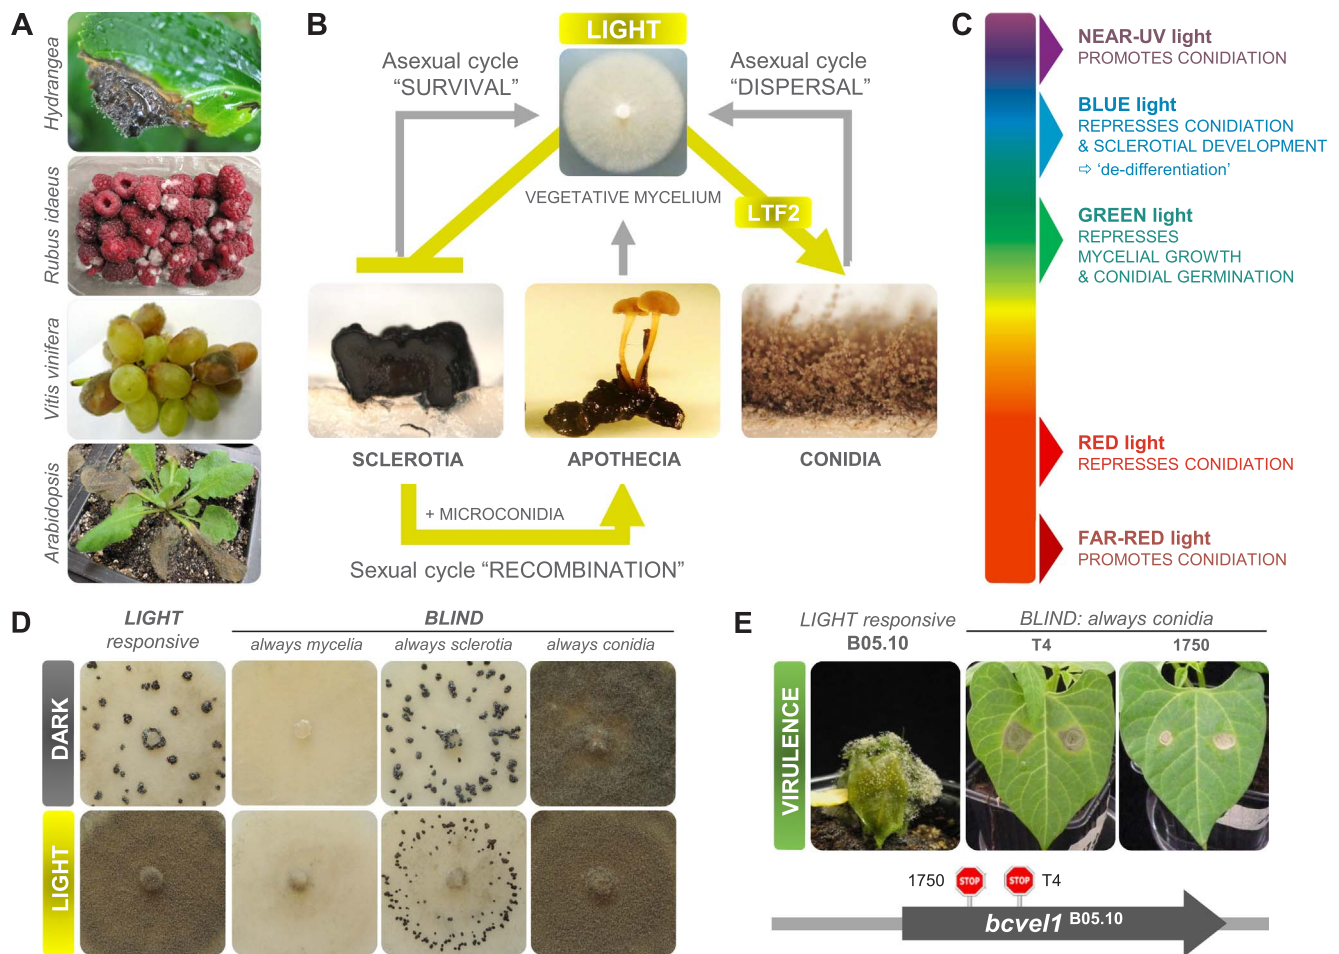 A
Hydrangea
Rubus idaeus
Vitis vinifera
Arabidopsis
B
LIGHT
Asexual cycle
“SURVIVAL”
Asexual cycle
“DISPERSAL”
VEGETATIVE MYCELIUM
LTF2
SCLEROTIA
APOTHECIA
CONIDIA
+ MICROCONIDIA
Sexual cycle “RECOMBINATION”
C
NEAR-UV light
PROMOTES CONIDIATION
BLUE light
REPRESSES CONIDIATION
& SCLEROTIAL DEVELOPMENT
⇨ ‘de-differentiation’
GREEN light
REPRESSES
MYCELIAL GROWTH
& CONIDIAL GERMINATION
RED light
REPRESSES CONIDIATION
FAR-RED light
PROMOTES CONIDIATION
D
LIGHT
responsive
BLIND
always mycelia
always sclerotia
always conidia
DARK
LIGHT
E
LIGHT responsive
B05.10
BLIND: always conidia
T4
1750
VIRULENCE
1750 STOP STOP T4
bcvel1 B05.10